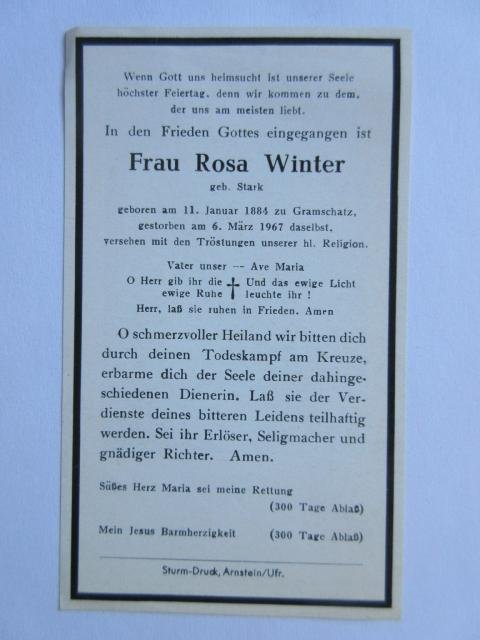 Wenn Gott uns heimsucht ist unserer Seele
höchster Feiertag, denn wir kommen zu dem,
der uns am meisten liebt.
In den Frieden Gottes eingegangen ist
Frau Rosa Winter
geb. Stark
geboren am 11. Januar 1884 zu Gramschatz,
gestorben am 6. März 1967 daselbst,
versehen mit den Tröstungen unserer hl. Religion.
Vater unser — Ave Maria
O Herr gib ihr die † Und das ewige Licht
ewige Ruhe leuchte ihr !
Herr, laß sie ruhen in Frieden. Amen
O schmerzvoller Heiland wir bitten dich
durch deinen Todeskampf am Kreuze,
erbarme dich der Seele deiner dahinge-
schiedenen Dienerin. Laß sie der Ver-
dienste deines bitteren Leidens teilhaftig
werden. Sei ihr Erlöser, Seligmacher und
gnädiger Richter. Amen.
Süßes Herz Maria sei meine Rettung
(300 Tage Ablaß)
Mein Jesus Barmherzigkeit (300 Tage Ablaß)
Sturm-Druck, Arnstein/Ufr.